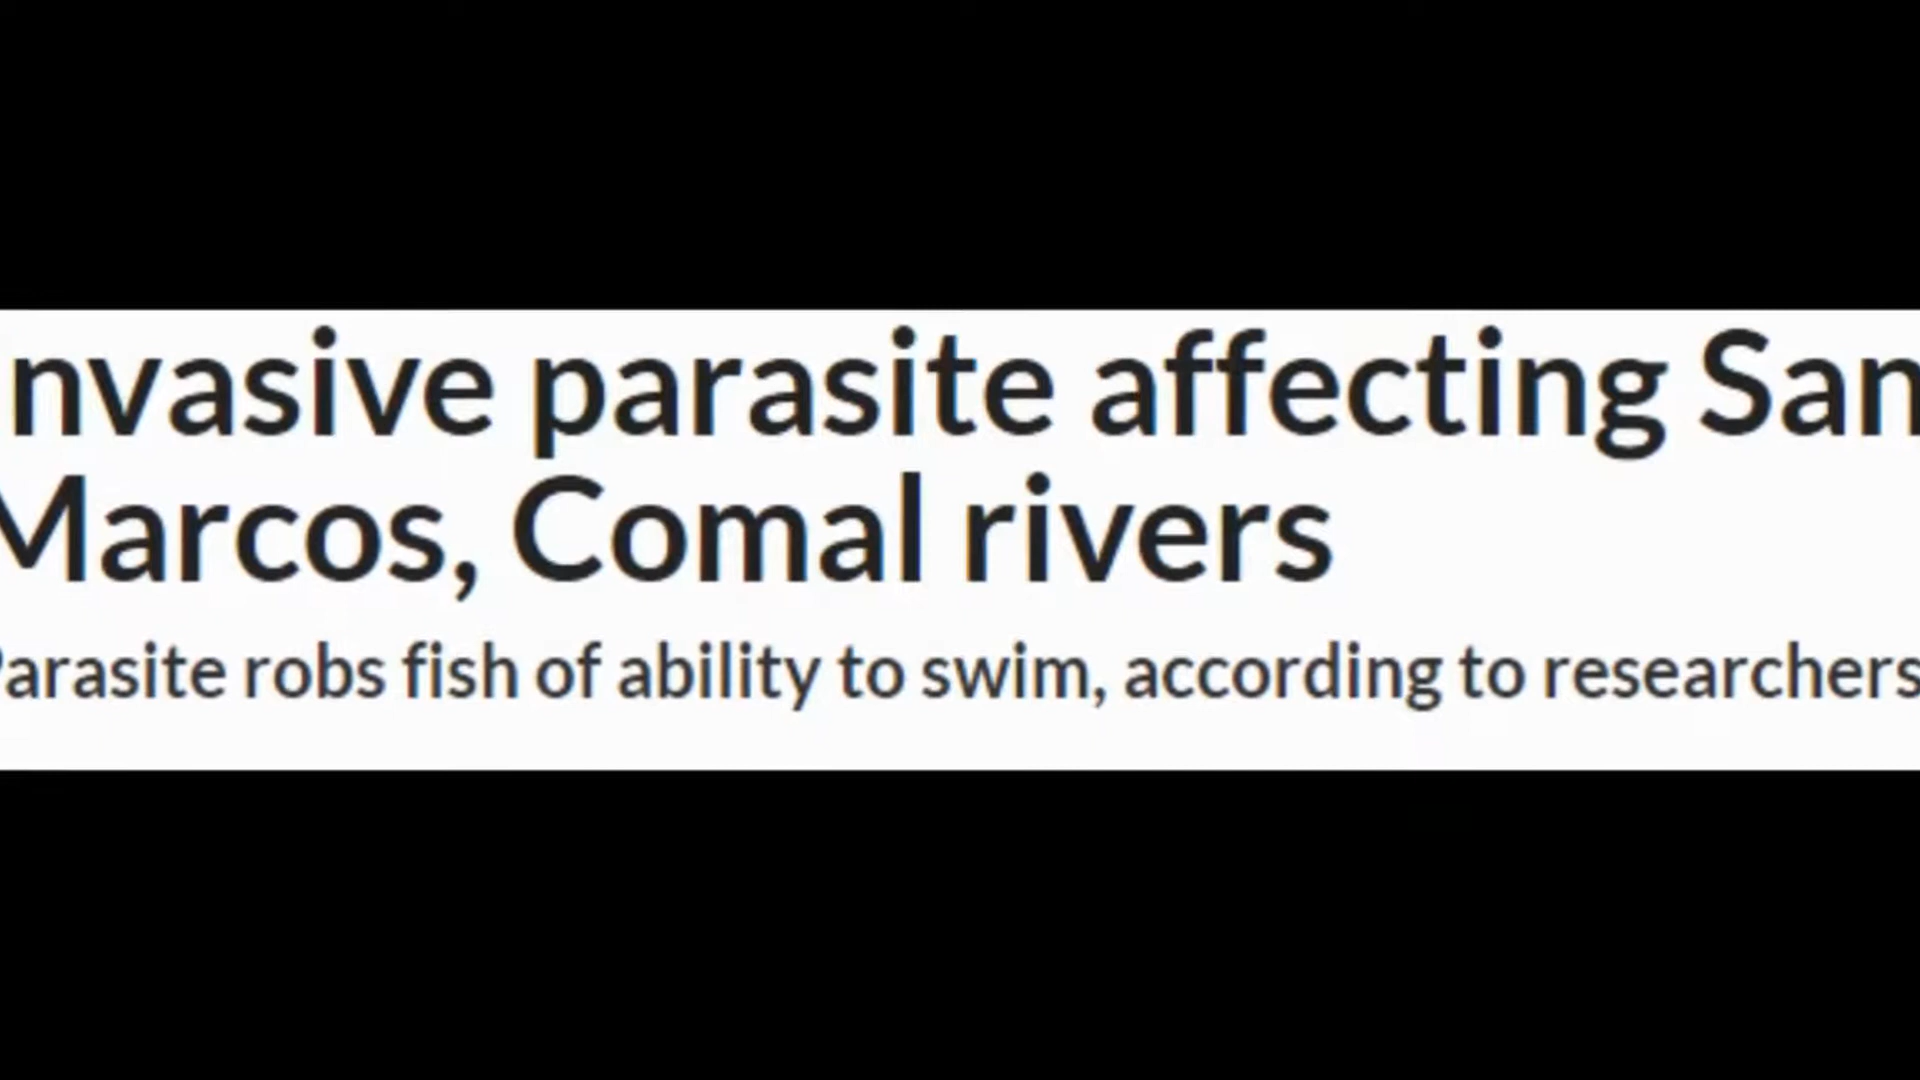 nvasive parasite affecting San
Marcos, Comal rivers
Parasite robs fish of ability to swim, according to researchers